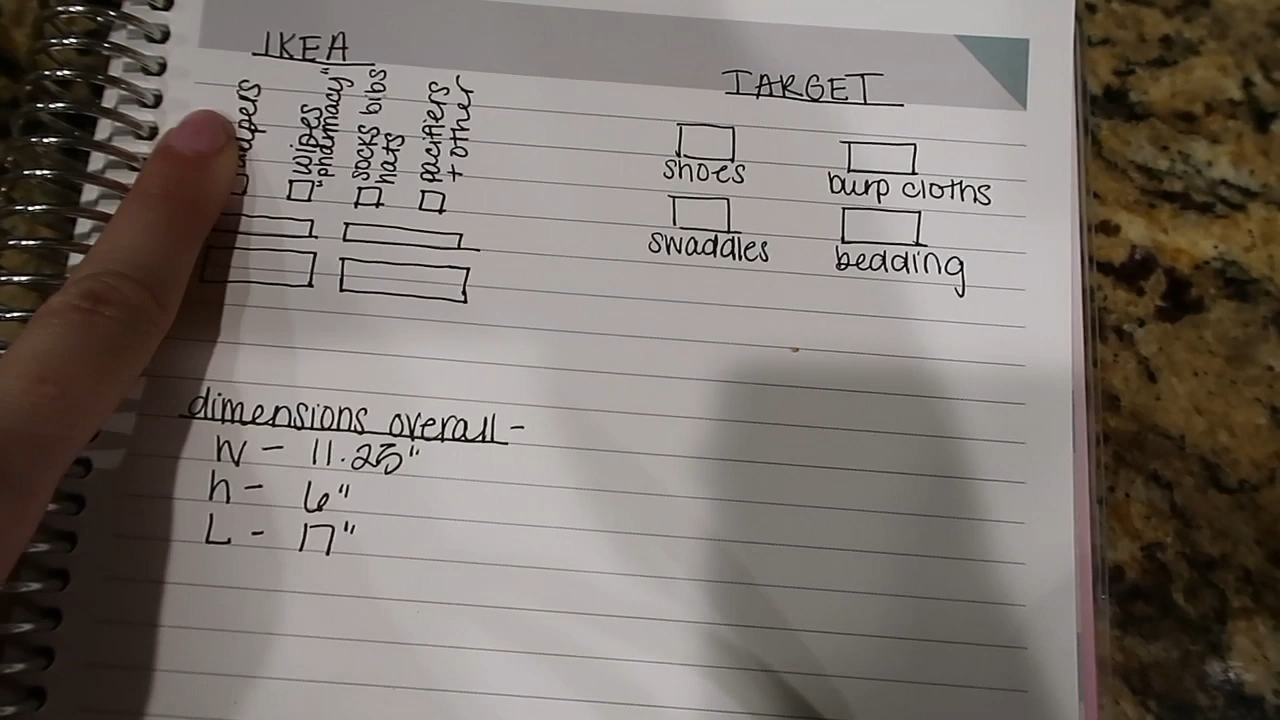 IKEA
wipes
"pharmacy"
socks bibs
hats
pacifiers
+ other
TARGET
shoes
burp cloths
swaddles
bedding
dimensions overall -
W - 11.25"
h - 6"
L - 17"